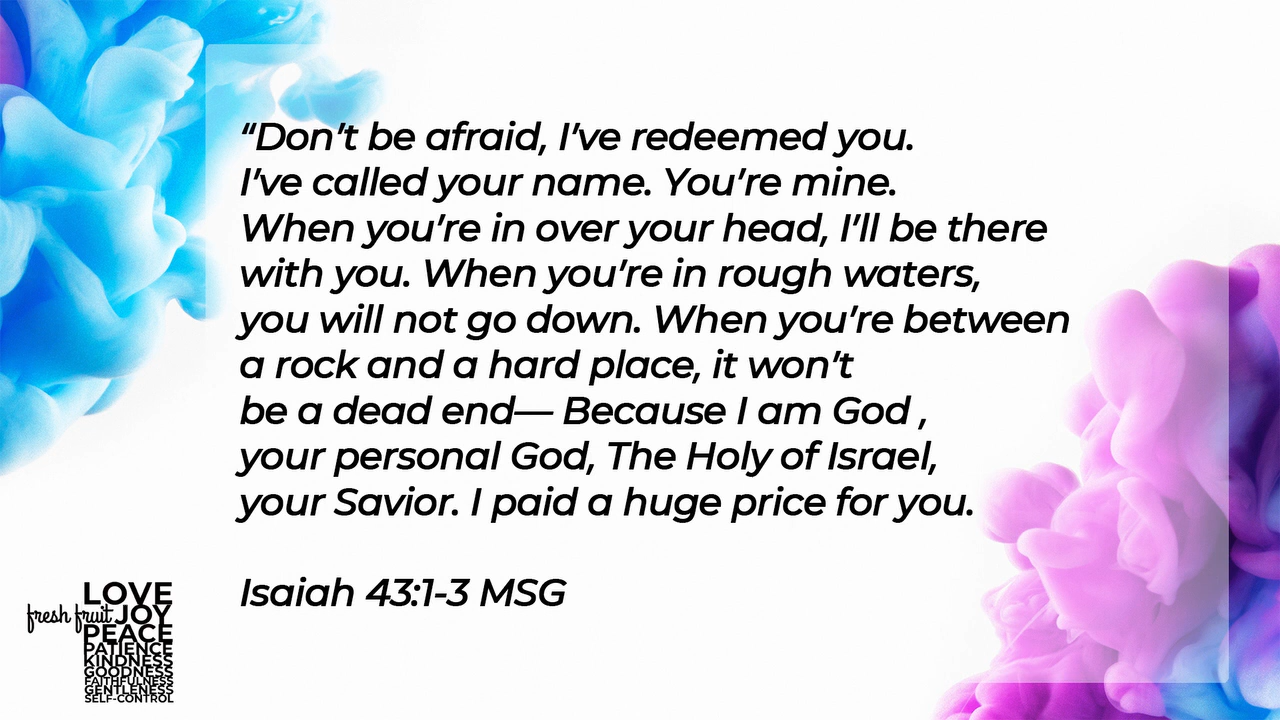 “Don’t be afraid, I’ve redeemed you.
I’ve called your name. You’re mine.
When you’re in over your head, I’ll be there
with you. When you’re in rough waters,
you will not go down. When you’re between
a rock and a hard place, it won’t
be a dead end— Because I am God ,
your personal God, The Holy of Israel,
your Savior. I paid a huge price for you.
Isaiah 43:1-3 MSG
LOVE
fresh fruit JOY
PEACE
PATIENCE
KINDNESS
GOODNESS
FAITHFULNESS
GENTLENESS
SELF-CONTROL